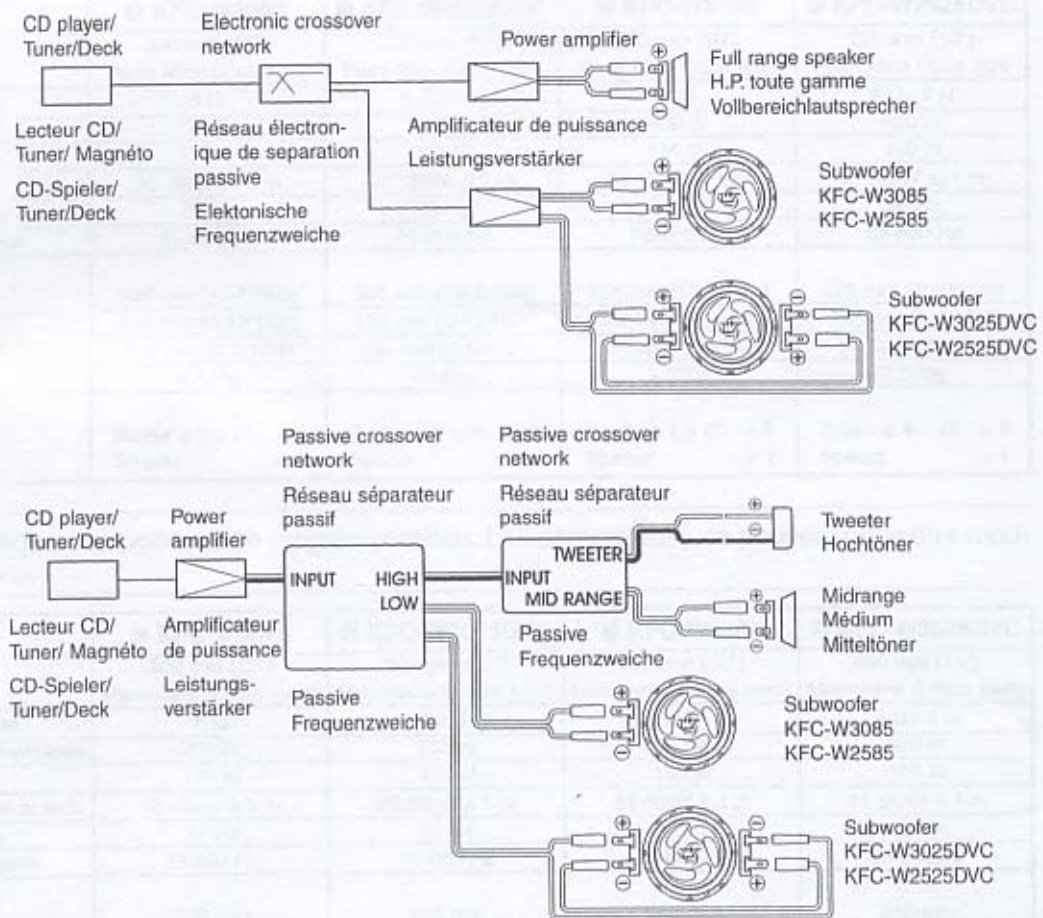 CD player/
Tuner/Deck
Electronic crossover
network
Power amplifier
Full range speaker
H.P. toute gamme
Vollbereichlautsprecher
Lecteur CD/
Tuner/ Magnéto
Réseau électron-
ique de separation
passive
Amplificateur de puissance
CD-Spieler/
Tuner/Deck
Elektonische
Frequenzweiche
Leistungsverstärker
Subwoofer
KFC-W3085
KFC-W2585
Subwoofer
KFC-W3025DVC
KFC-W2525DVC
CD player/
Tuner/Deck
Power
amplifier
Passive crossover
network
Réseau séparateur
passif
Passive crossover
network
Réseau séparateur
passif
INPUT
HIGH
LOW
TWEETER
INPUT
MID RANGE
Tweeter
Hochtöner
Lecteur CD/
Tuner/ Magnéto
Amplificateur
de puissance
Midrange
Médium
Mitteltöner
CD-Spieler/
Tuner/Deck
Leistungs-
verstärker
Passive
Frequenzweiche
Passive
Frequenzweiche
Subwoofer
KFC-W3085
KFC-W2585
Subwoofer
KFC-W3025DVC
KFC-W2525DVC